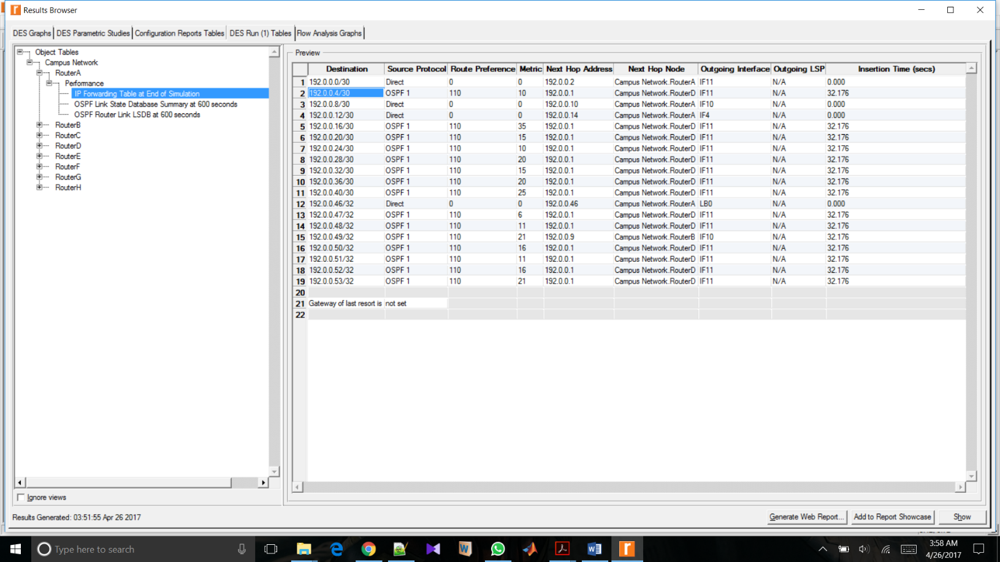 Results Browser
DES Graphs DES Parametric Studies Configuration Reports Tables DES Run (1) Tables Flow Analysis Graphs
Object Tables
Campus Network
RouterA
Performance
IP Forwarding Table at End of Simulation
OSPF Link State Database Summary at 600 seconds
OSPF Router Link LSDB at 600 seconds
RouterB
RouterC
RouterD
RouterE
RouterF
RouterG
RouterH
Ignore views
Preview
Destination Source Protocol Route Preference Metric Next Hop Address Next Hop Node Outgoing Interface Outgoing LSP Insertion Time (secs)
1 192.0.0.0/30 Direct 0 0 192.0.0.2 Campus Network.RouterA IF11 N/A 0.000
2 192.0.0.4/30 OSPF 1 110 10 192.0.0.1 Campus Network.RouterD IF11 N/A 32.176
3 192.0.0.8/30 Direct 0 0 192.0.0.10 Campus Network.RouterA IF10 N/A 0.000
4 192.0.0.12/30 Direct 0 0 192.0.0.14 Campus Network.RouterA IF4 N/A 0.000
5 192.0.0.16/30 OSPF 1 110 35 192.0.0.1 Campus Network.RouterD IF11 N/A 32.176
6 192.0.0.20/30 OSPF 1 110 15 192.0.0.1 Campus Network.RouterD IF11 N/A 32.176
7 192.0.0.24/30 OSPF 1 110 10 192.0.0.1 Campus Network.RouterD IF11 N/A 32.176
8 192.0.0.28/30 OSPF 1 110 20 192.0.0.1 Campus Network.RouterD IF11 N/A 32.176
9 192.0.0.32/30 OSPF 1 110 15 192.0.0.1 Campus Network.RouterD IF11 N/A 32.176
10 192.0.0.36/30 OSPF 1 110 20 192.0.0.1 Campus Network.RouterD IF11 N/A 32.176
11 192.0.0.40/30 OSPF 1 110 25 192.0.0.1 Campus Network.RouterD IF11 N/A 32.176
12 192.0.0.46/32 Direct 0 0 192.0.0.46 Campus Network.RouterA LB0 N/A 0.000
13 192.0.0.47/32 OSPF 1 110 6 192.0.0.1 Campus Network.RouterD IF11 N/A 32.176
14 192.0.0.48/32 OSPF 1 110 11 192.0.0.1 Campus Network.RouterD IF11 N/A 32.176
15 192.0.0.49/32 OSPF 1 110 21 192.0.0.9 Campus Network.RouterB IF10 N/A 32.176
16 192.0.0.50/32 OSPF 1 110 16 192.0.0.1 Campus Network.RouterD IF11 N/A 32.176
17 192.0.0.51/32 OSPF 1 110 11 192.0.0.1 Campus Network.RouterD IF11 N/A 32.176
18 192.0.0.52/32 OSPF 1 110 16 192.0.0.1 Campus Network.RouterD IF11 N/A 32.176
19 192.0.0.53/32 OSPF 1 110 21 192.0.0.1 Campus Network.RouterD IF11 N/A 32.176
20
21 Gateway of last resort is not set
22
Results Generated: 03:51:55 Apr 26 2017
Generate Web Report... Add to Report Showcase Show
Type here to search
3:58 AM
4/26/2017